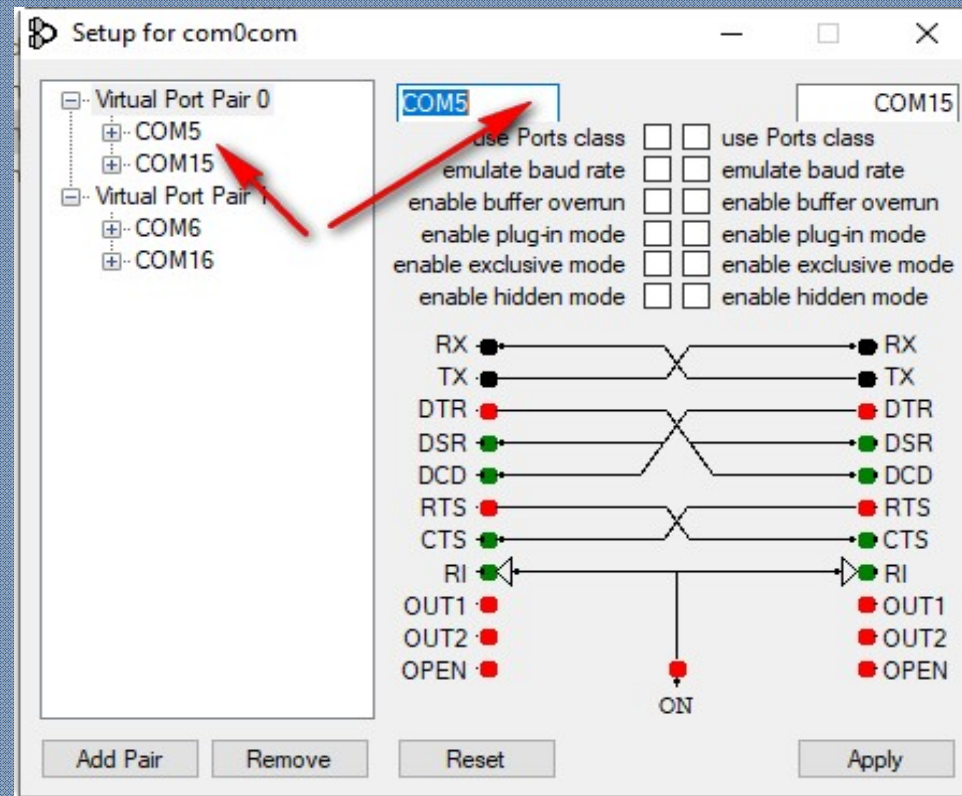 Setup for com0com
Virtual Port Pair 0
COM5
COM15
Virtual Port Pair 1
COM6
COM16
COM5 COM15
use Ports class use Ports class
emulate baud rate emulate baud rate
enable buffer overrun enable buffer overrun
enable plug-in mode enable plug-in mode
enable exclusive mode enable exclusive mode
enable hidden mode enable hidden mode
RX RX
TX TX
DTR DTR
DSR DSR
DCD DCD
RTS RTS
CTS CTS
RI RI
OUT1 OUT1
OUT2 OUT2
OPEN OPEN
ON
Add Pair Remove Reset Apply